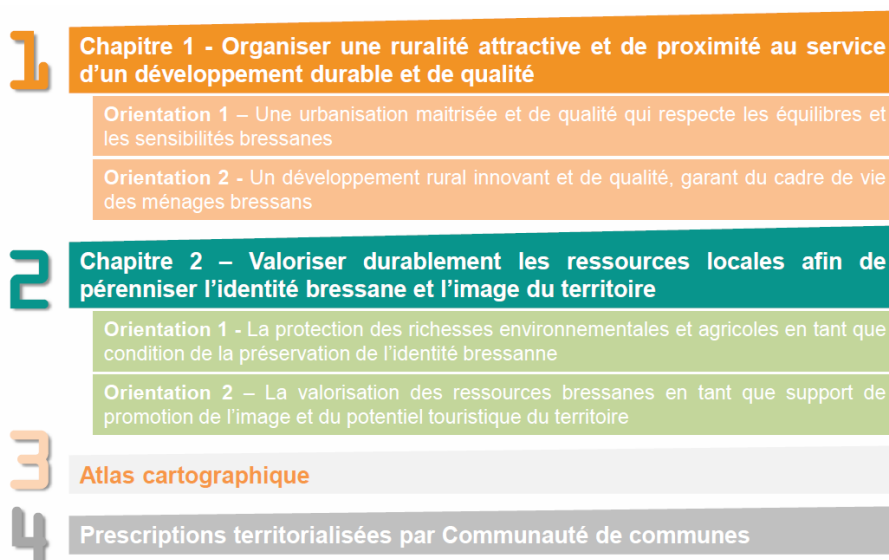 1
Chapitre 1 - Organiser une ruralité attractive et de proximité au service
d’un développement durable et de qualité
Orientation 1 – Une urbanisation maitrisée et de qualité qui respecte les équilibres et
les sensibilités bressanes
Orientation 2 - Un développement rural innovant et de qualité, garant du cadre de vie
des ménages bressans
2
Chapitre 2 – Valoriser durablement les ressources locales afin de
pérenniser l’identité bressane et l’image du territoire
Orientation 1 - La protection des richesses environnementales et agricoles en tant que
condition de la préservation de l’identité bressanne
Orientation 2 – La valorisation des ressources bressanes en tant que support de
promotion de l’image et du potentiel touristique du territoire
3
Atlas cartographique
4
Prescriptions territorialisées par Communauté de communes